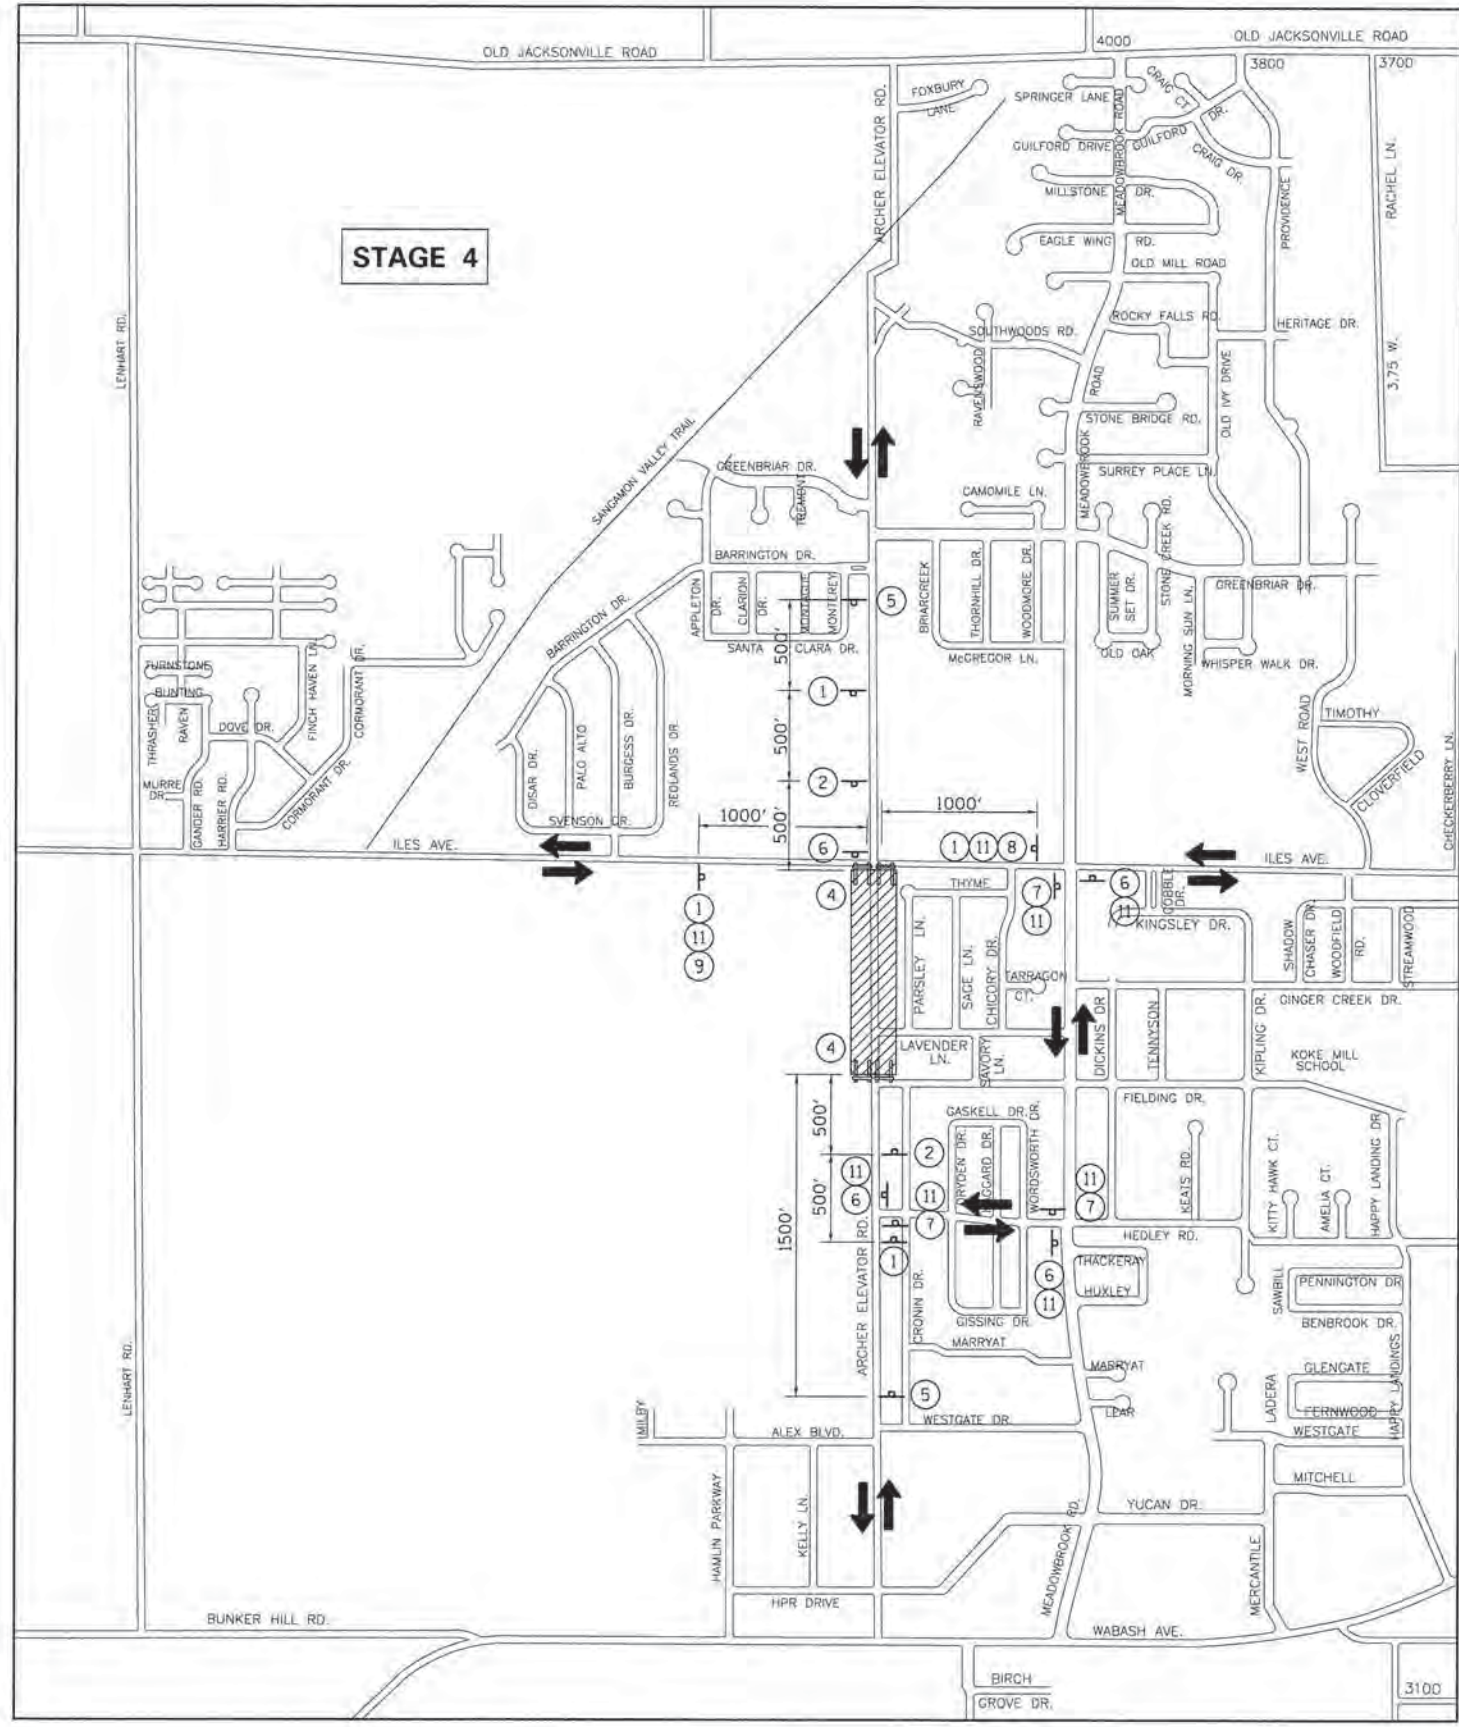 OLD JACKSONVILLE ROAD
4000
OLD JACKSONVILLE ROAD
3800
3700
FOXBURY
LANE
SPRINGER LANE
CRAIG CT.
ARCHER ELEVATOR RD.
MEADOWBROOK ROAD
GUILFORD DRIVE
GUILFORD DR.
CRAIG DR.
RACHEL LN.
MILLSTONE DR.
PROVIDENCE
STAGE 4
EAGLE WING RD.
OLD MILL ROAD
LENHART RD.
SOUTHWOODS RD.
ROCKY FALLS RD.
HERITAGE DR.
RAVENSWOOD
3.75 W.
OLD IVY DRIVE
STONE BRIDGE RD.
MEADOWBROOK ROAD
SANGAMON VALLEY TRAIL
GREENBRIAR DR.
TREMONT
SURREY PLACE LN.
CAMOMILE LN.
STONE CREEK RD.
BARRINGTON DR.
APPLETON
DR.
CLARION
DR.
MONTAGUE
MONTEREY
5
BRIARCREEK
THORNHILL DR.
WOODMORE DR.
SUMMER
SET DR.
GREENBRIAR DR.
MORNING SUN LN.
BARRINGTON DR.
SANTA CLARA DR.
500'
McGREGOR LN.
OLD OAK
WHISPER WALK DR.
TURNSTONE
BUNTING
THRASHER
RAVEN
DOVE DR.
FINCH HAVEN LN.
CORMORANT DR.
1
500'
WEST ROAD
TIMOTHY
CLOVERFIELD
CHECKERBERRY LN.
MURRE
DR.
GANDER RD.
HARRIER RD.
CORMORANT DR.
DISAR DR.
PALO ALTO
BURGESS DR.
REDLANDS DR.
2
SVENSON DR.
1000'
500'
1000'
ILES AVE.
6
1
11
8
ILES AVE.
4
THYME
7
11
6
11
COBBLE
DR.
KINGSLEY DR.
1
11
9
PARSLEY LN.
SAGE LN.
CHICORY DR.
TARRAGON
CT.
SHADOW
CHASER DR.
WOODFIELD
RD.
STREAMWOOD
DICKINS DR
TENNYSON
KIPLING DR.
GINGER CREEK DR.
4
LAVENDER
LN.
SAVORY
LN.
KOKE MILL
SCHOOL
FIELDING DR.
500'
GASKELL DR.
2
DRYDEN DR.
HAGGARD DR.
WORDSWORTH DR.
KEATS RD.
KITTY HAWK CT.
AMELIA CT.
HAPPY LANDING DR
11
6
11
7
11
7
500'
1500'
HEDLEY RD.
1
6
11
THACKERAY
HUXLEY
SAWBILL
PENNINGTON DR
BENBROOK DR.
ARCHER ELEVATOR RD.
CRONIN DR.
GISSING DR.
MARRYAT
MARRYAT
GLENGATE
LENHART RD.
5
LEAR
LADERA
FERNWOOD
HAPPY LANDINGS
MILBY
ALEX BLVD.
WESTGATE DR.
WESTGATE
MITCHELL
HAMLIN PARKWAY
KELLY LN.
YUCAN DR.
MEADOWBROOK RD.
MERCANTILE
HPR DRIVE
BUNKER HILL RD.
WABASH AVE.
BIRCH
GROVE DR.
3100